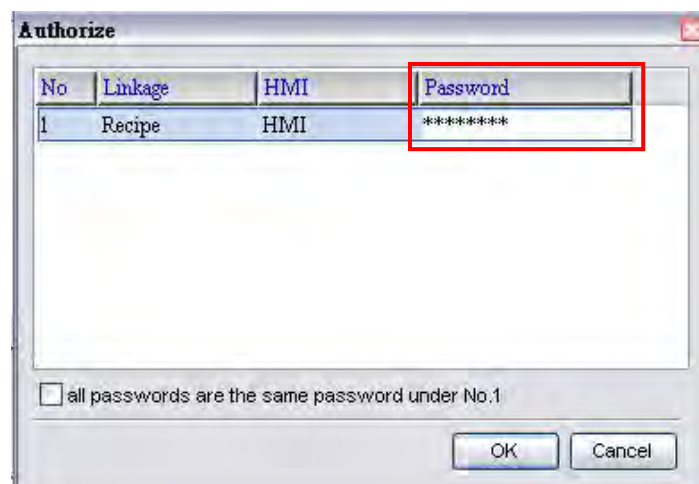 Authorize
No Linkage HMI Password
1 Recipe HMI ********
all passwords are the same password under No.1
OK Cancel